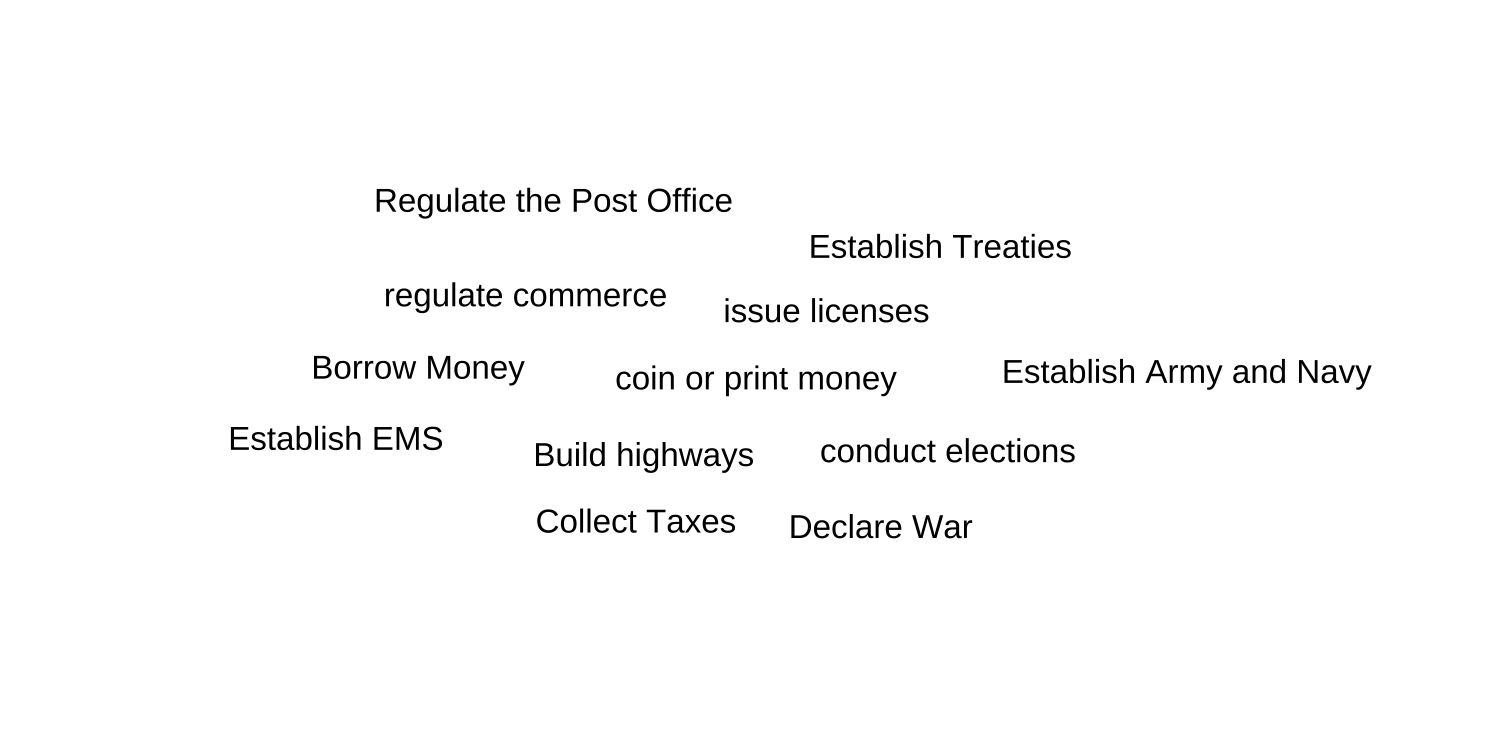 Regulate the Post Office
Establish Treaties
regulate commerce
issue licenses
Borrow Money
coin or print money
Establish Army and Navy
Establish EMS
Build highways
conduct elections
Collect Taxes
Declare War